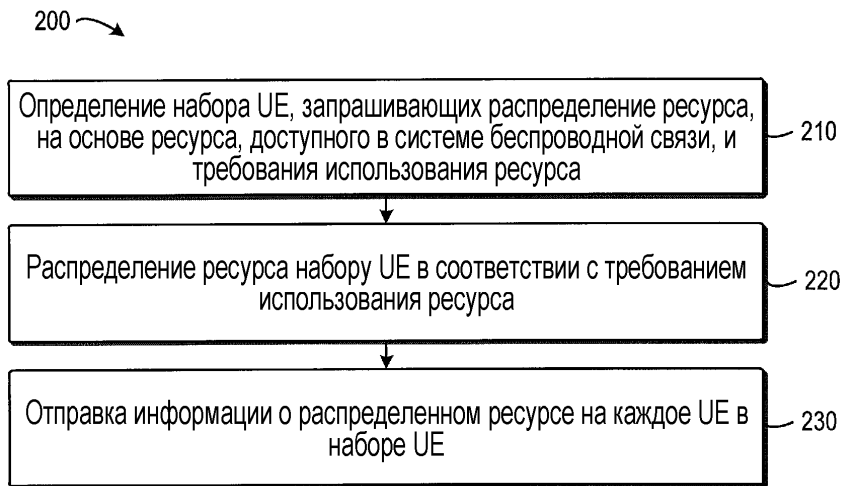 200
Определение набора UE, запрашивающих распределение ресурса,
на основе ресурса, доступного в системе беспроводной связи, и
требования использования ресурса
210
Распределение ресурса набору UE в соответствии с требованием
использования ресурса
220
Отправка информации о распределенном ресурсе на каждое UE в
наборе UE
230